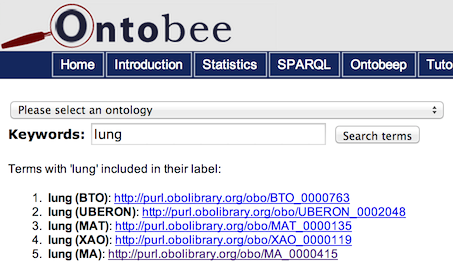 Ontobee
Home Introduction Statistics SPARQL Ontobeep Tuto
Please select an ontology
Keywords: lung Search terms
Terms with 'lung' included in their label:
1. lung (BTO): http://purl.obolibrary.org/obo/BTO_0000763
2. lung (UBERON): http://purl.obolibrary.org/obo/UBERON_0002048
3. lung (MAT): http://purl.obolibrary.org/obo/MAT_0000135
4. lung (XAO): http://purl.obolibrary.org/obo/XAO_0000119
5. lung (MA): http://purl.obolibrary.org/obo/MA_0000415